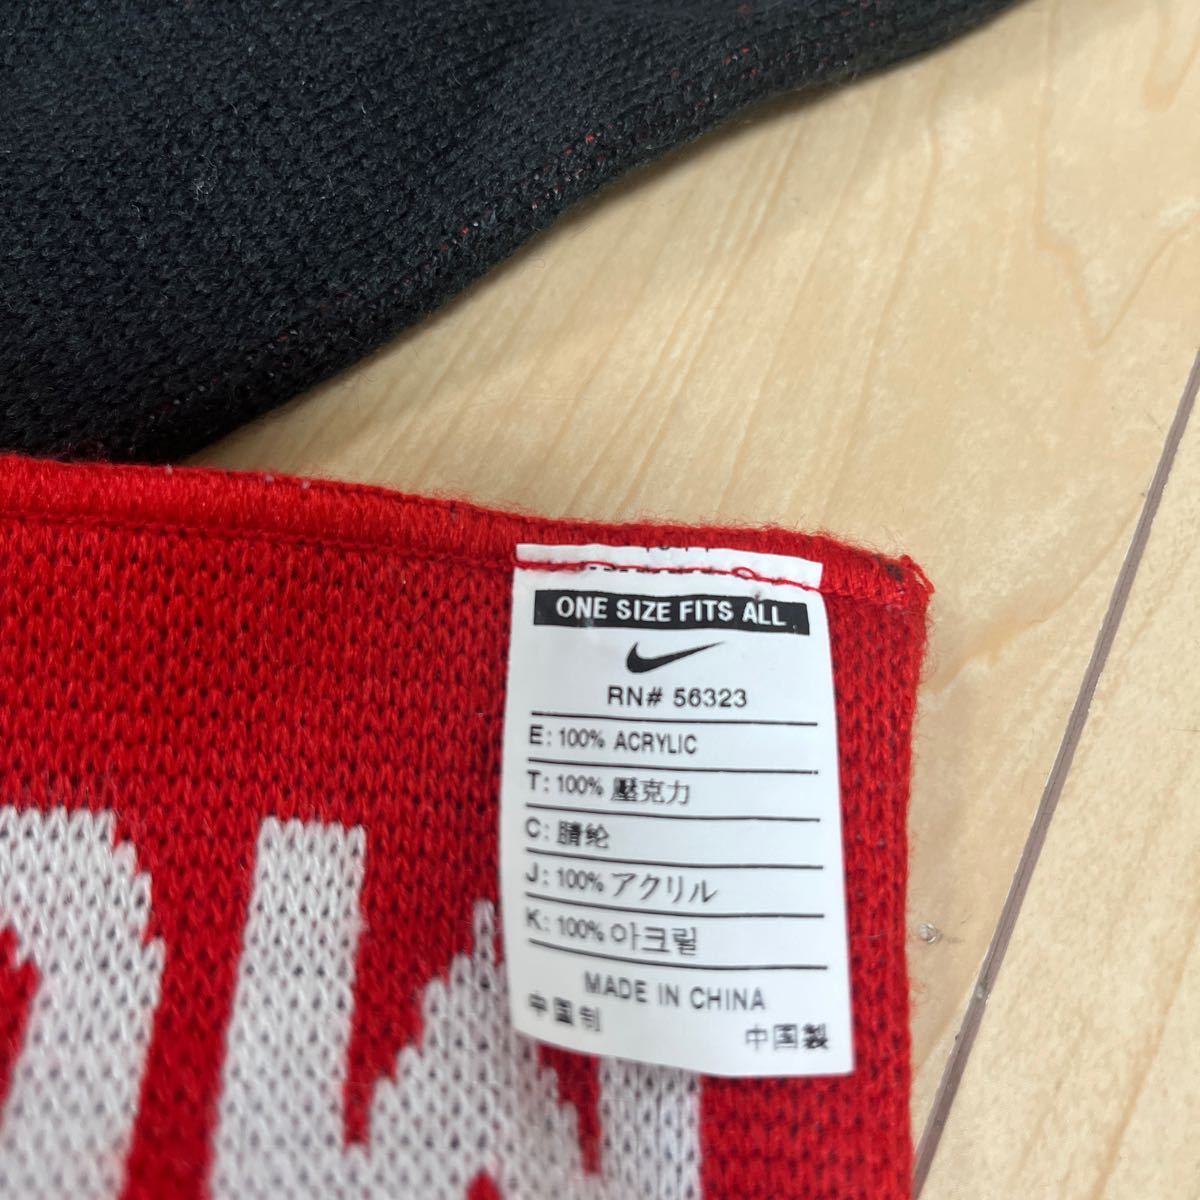 ONE SIZE FITS ALL
RN# 56323
E: 100% ACRYLIC
T: 100% 壓克力
C: 腈纶
J: 100% アクリル
K: 100% 아크릴
MADE IN CHINA
中国制
中国製